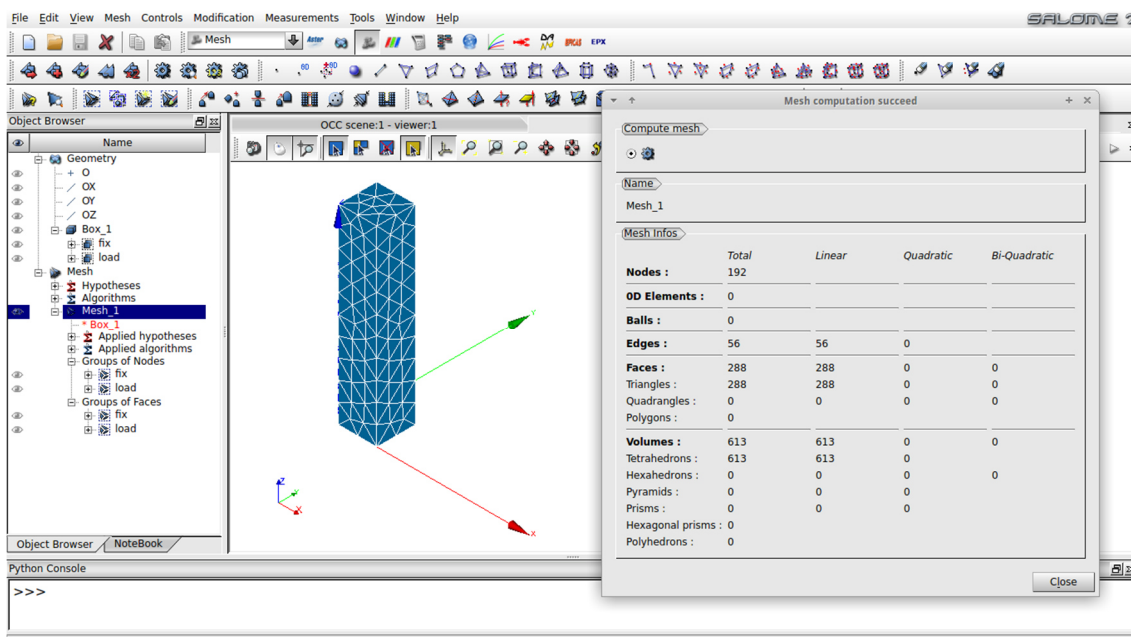 File Edit View Mesh Controls Modification Measurements Tools Window Help
SALOME
Mesh
Aster
EPX
Object Browser
OCC scene:1 - viewer:1
Name
Geometry
O
OX
OY
OZ
Box_1
fix
load
Mesh
Hypotheses
Algorithms
Mesh_1
* Box_1
Applied hypotheses
Applied algorithms
Groups of Nodes
fix
load
Groups of Faces
fix
load
Object Browser NoteBook
Y
X
Z
Y
X
Mesh computation succeed
Compute mesh
Name
Mesh_1
Mesh Infos
Total Linear Quadratic Bi-Quadratic
Nodes : 192
0D Elements : 0
Balls : 0
Edges : 56 56 0
Faces : 288 288 0 0
Triangles : 288 288 0 0
Quadrangles : 0 0 0 0
Polygons : 0
Volumes : 613 613 0 0
Tetrahedrons : 613 613 0
Hexahedrons : 0 0 0 0
Pyramids : 0 0 0
Prisms : 0 0 0
Hexagonal prisms : 0
Polyhedrons : 0
Close
Python Console
>>>